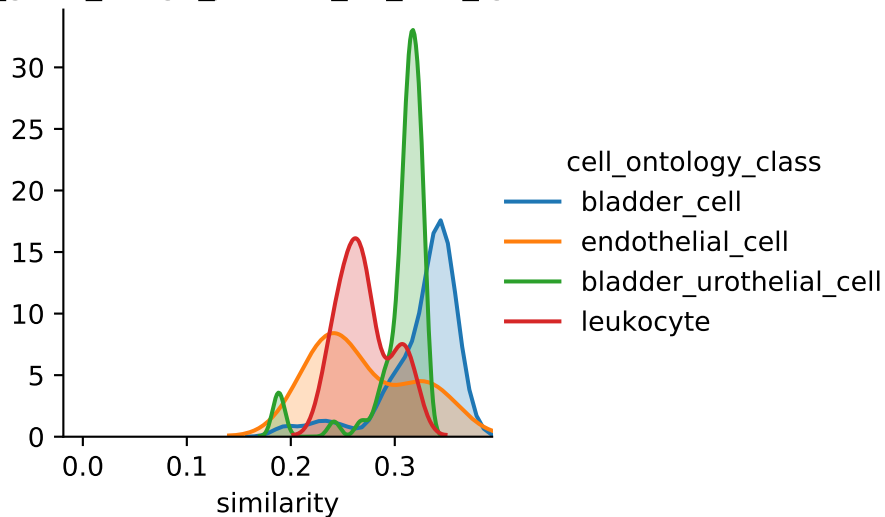 30
25
20
15
10
5
0
0.0 0.1 0.2 0.3
similarity
cell_ontology_class
bladder_cell
endothelial_cell
bladder_urothelial_cell
leukocyte